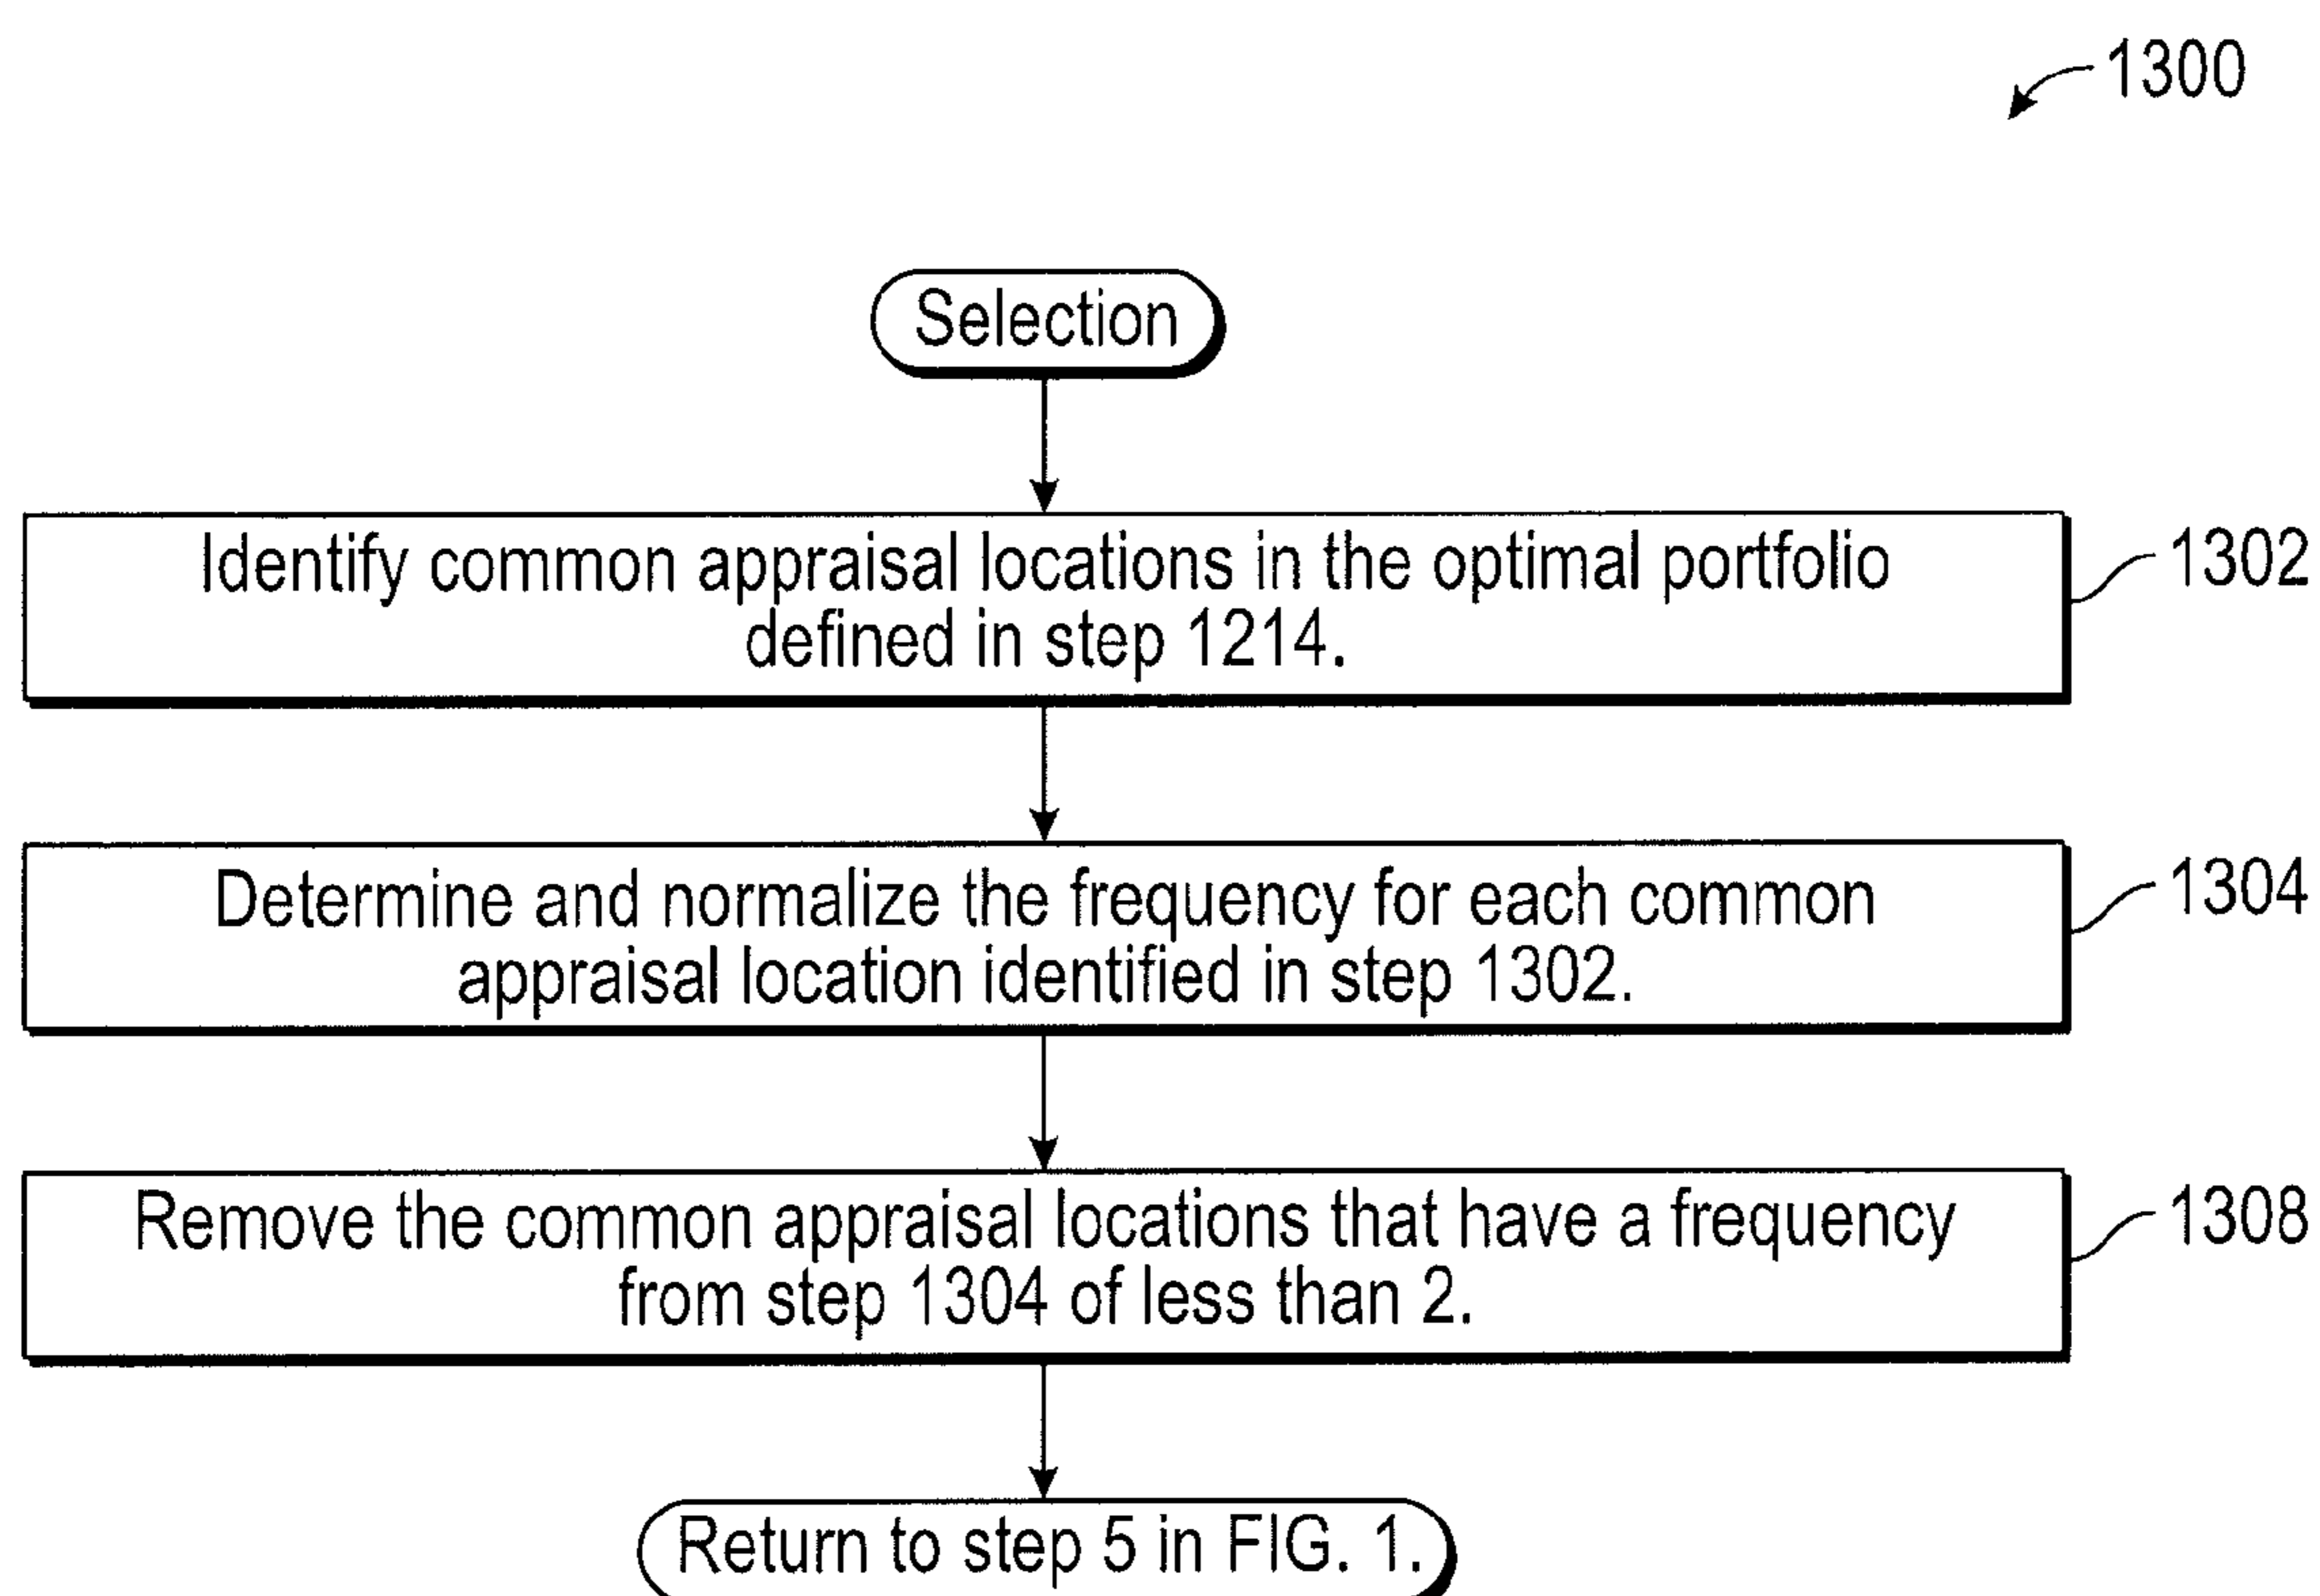 1300
Selection
Identify common appraisal locations in the optimal portfolio
defined in step 1214.
1302
Determine and normalize the frequency for each common
appraisal location identified in step 1302.
1304
Remove the common appraisal locations that have a frequency
from step 1304 of less than 2.
1308
Return to step 5 in FIG. 1.